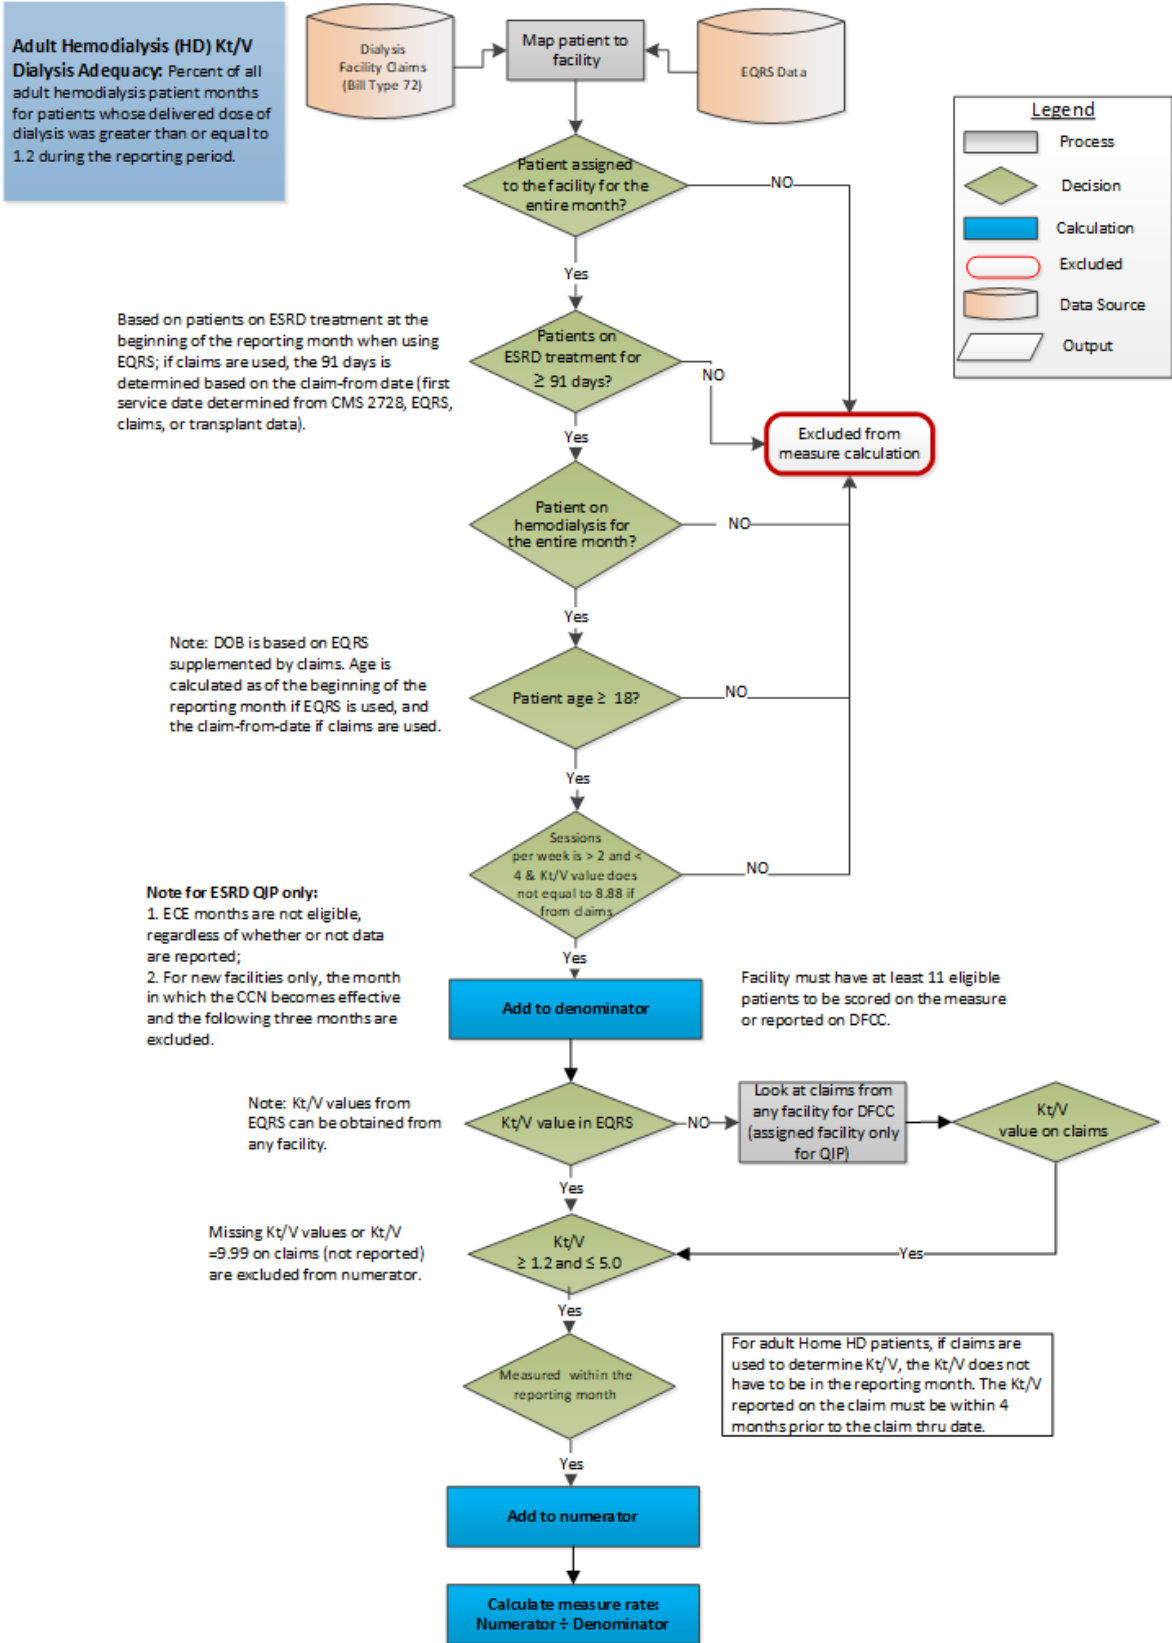 Adult Hemodialysis (HD) Kt/V
Dialysis Adequacy: Percent of all
adult hemodialysis patient months
for patients whose delivered dose of
dialysis was greater than or equal to
1.2 during the reporting period.
Dialysis
Facility Claims
(Bill Type 72)
Map patient to
facility
EQRS Data
Legend
Process
Decision
Calculation
Excluded
Data Source
Output
Patient assigned
to the facility for the
entire month?
NO
Yes
Based on patients on ESRD treatment at the
beginning of the reporting month when using
EQRS; if claims are used, the 91 days is
determined based on the claim-from date (first
service date determined from CMS 2728, EQRS,
claims, or transplant data).
Patients on
ESRD treatment for
≥ 91 days?
NO
Yes
Excluded from
measure calculation
Patient on
hemodialysis for
the entire month?
NO
Yes
Note: DOB is based on EQRS
supplemented by claims. Age is
calculated as of the beginning of the
reporting month if EQRS is used, and
the claim-from-date if claims are used.
Patient age ≥ 18?
NO
Yes
Sessions
per week is > 2 and <
4 & Kt/V value does
not equal to 8.88 if
from claims
NO
Yes
Note for ESRD QIP only:
1. ECE months are not eligible,
regardless of whether or not data
are reported;
2. For new facilities only, the month
in which the CCN becomes effective
and the following three months are
excluded.
Add to denominator
Facility must have at least 11 eligible
patients to be scored on the measure
or reported on DFCC.
Note: Kt/V values from
EQRS can be obtained from
any facility.
Kt/V value in EQRS
NO
Look at claims from
any facility for DFCC
(assigned facility only
for QIP)
Kt/V
value on claims
Yes
Missing Kt/V values or Kt/V
=9.99 on claims (not reported)
are excluded from numerator.
Kt/V
≥ 1.2 and ≤ 5.0
Yes
Yes
Measured within the
reporting month
For adult Home HD patients, if claims are
used to determine Kt/V, the Kt/V does not
have to be in the reporting month. The Kt/V
reported on the claim must be within 4
months prior to the claim thru date.
Yes
Add to numerator
Calculate measure rate:
Numerator ÷ Denominator